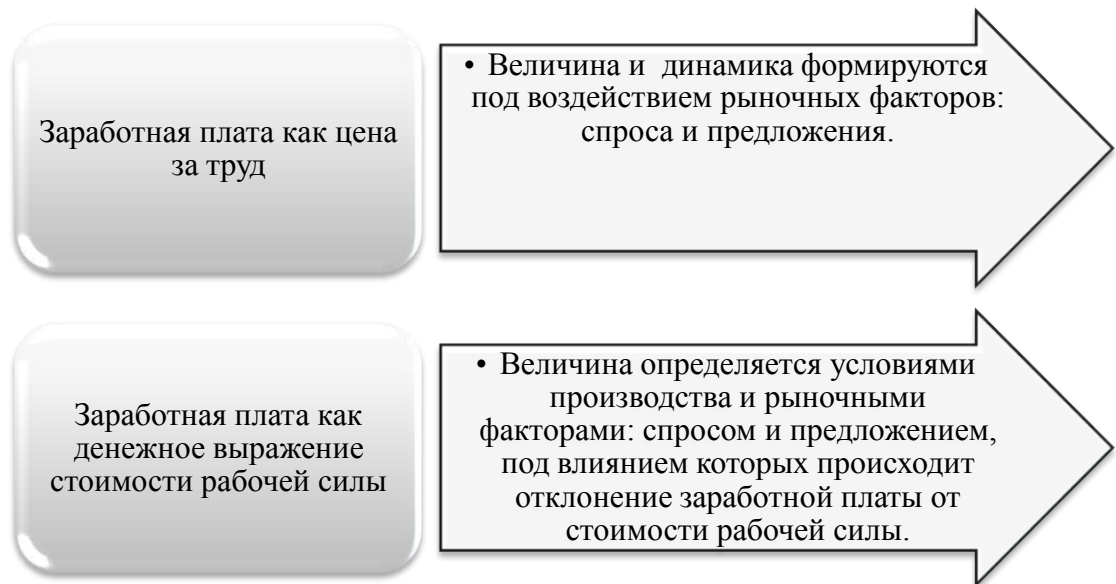 Заработная плата как цена
за труд
• Величина и динамика формируются
под воздействием рыночных факторов:
спроса и предложения.
Заработная плата как
денежное выражение
стоимости рабочей силы
• Величина определяется условиями
производства и рыночными
факторами: спросом и предложением,
под влиянием которых происходит
отклонение заработной платы от
стоимости рабочей силы.